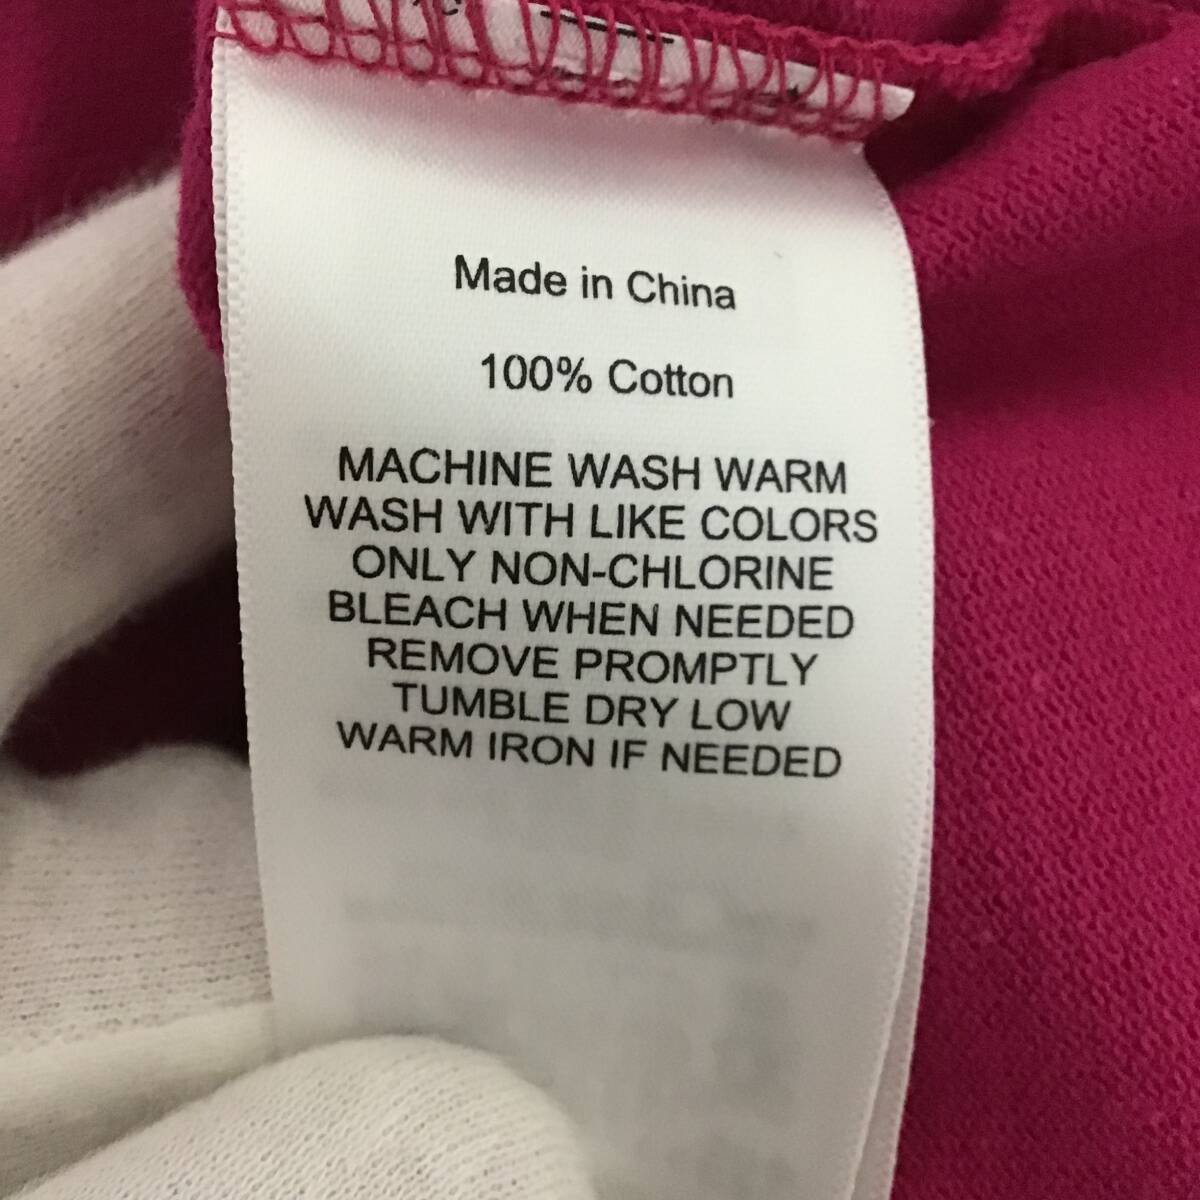 Made in China
100% Cotton
MACHINE WASH WARM
WASH WITH LIKE COLORS
ONLY NON-CHLORINE
BLEACH WHEN NEEDED
REMOVE PROMPTLY
TUMBLE DRY LOW
WARM IRON IF NEEDED